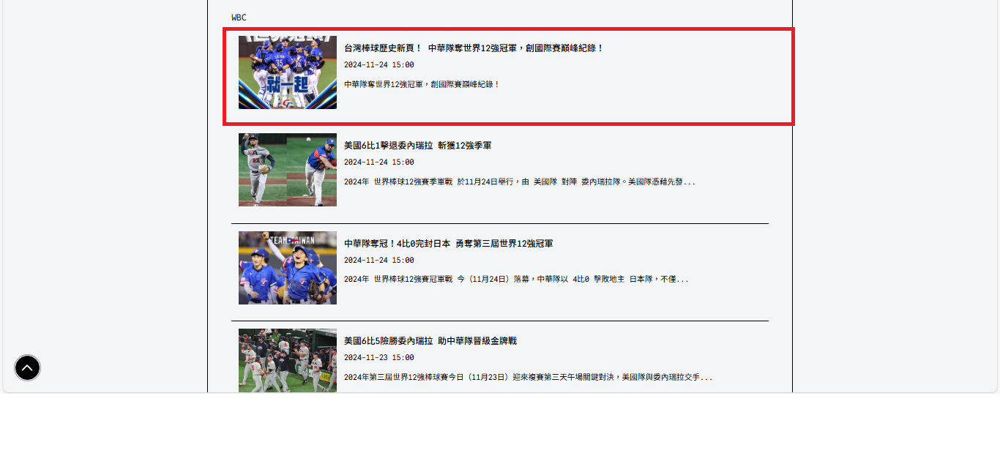 WBC
就一起
台灣棒球歷史新頁！ 中華隊奪世界12強冠軍，創國際賽巔峰紀錄！
2024-11-24 15:00
中華隊奪世界12強冠軍，創國際賽巔峰紀錄！
美國6比1擊退委內瑞拉 斬獲12強季軍
2024-11-24 15:00
2024年 世界棒球12強賽季軍戰 於11月24日舉行，由 美國隊 對陣 委內瑞拉隊。美國隊憑藉先發...
TEAM TAIWAN
中華隊奪冠！4比0完封日本 勇奪第三屆世界12強冠軍
2024-11-24 15:00
2024年 世界棒球12強賽冠軍戰 今（11月24日）落幕，中華隊以 4比0 擊敗地主 日本隊，不僅...
美國6比5險勝委內瑞拉 助中華隊晉級金牌戰
2024-11-23 15:00
2024年第三屆世界12強棒球賽今日（11月23日）迎來複賽第三天午場關鍵對決，美國隊與委內瑞拉交手...